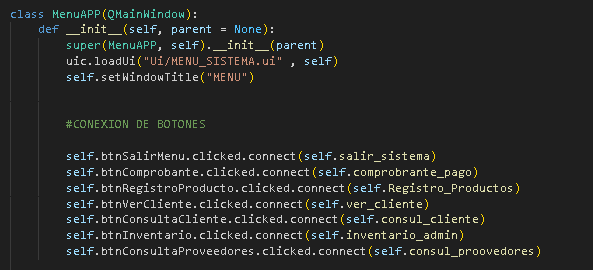 class MenuAPP(QMainWindow):
    def __init__(self, parent = None):
        super(MenuAPP, self).__init__(parent)
        uic.loadUi("Ui/MENU_SISTEMA.ui" , self)
        self.setWindowTitle("MENU")
        #CONEXION DE BOTONES
        self.btnSalirMenu.clicked.connect(self.salir_sistema)
        self.btnComprobante.clicked.connect(self.comprobrante_pago)
        self.btnRegistroProducto.clicked.connect(self.Registro_Productos)
        self.btnVerCliente.clicked.connect(self.ver_cliente)
        self.btnConsultaCliente.clicked.connect(self.consul_cliente)
        self.btnInventario.clicked.connect(self.inventario_admin)
        self.btnConsultaProveedores.clicked.connect(self.consul_proovedores)